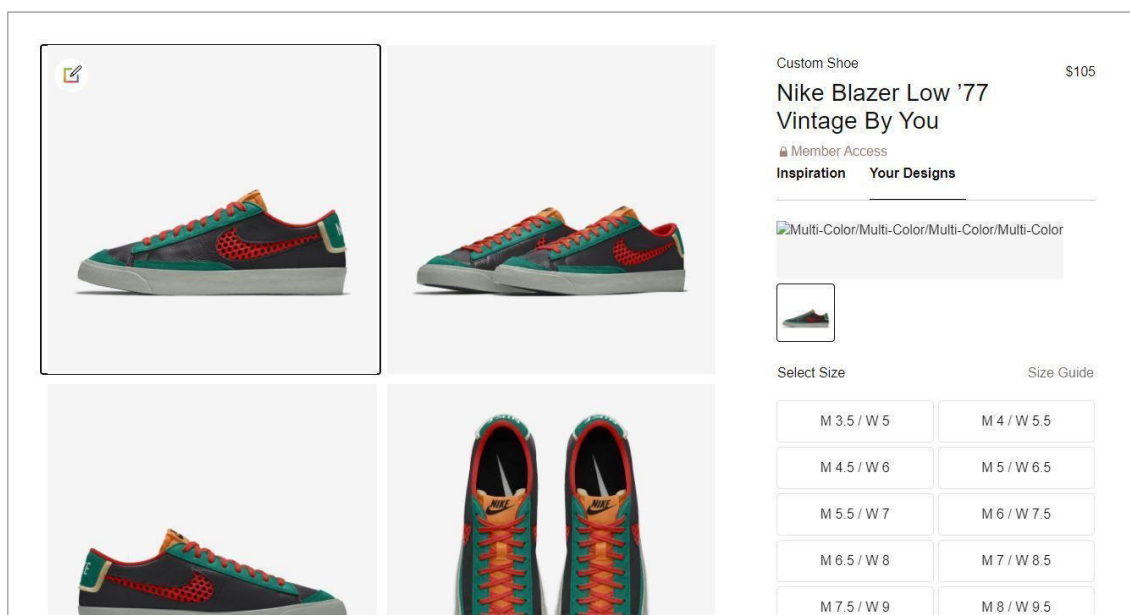 Custom Shoe
$105
Nike Blazer Low ’77
Vintage By You
Member Access
Inspiration Your Designs
Multi-Color/Multi-Color/Multi-Color/Multi-Color
Select Size Size Guide
M 3.5 / W 5 M 4 / W 5.5
M 4.5 / W 6 M 5 / W 6.5
M 5.5 / W 7 M 6 / W 7.5
M 6.5 / W 8 M 7 / W 8.5
M 7.5 / W 9 M 8 / W 9.5
NIKE NIKE